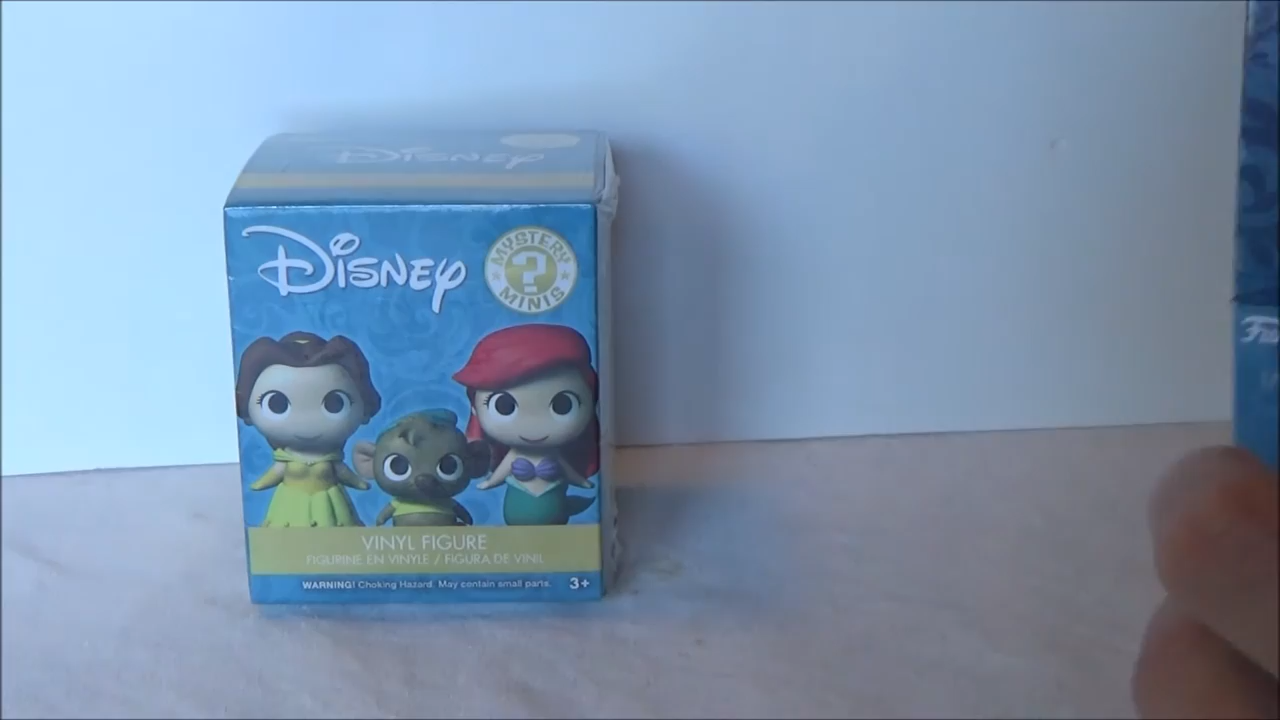 Disney
Disney
MYSTERY
?
MINIS
VINYL FIGURE
FIGURINE EN VINYLE / FIGURA DE VINIL
WARNING! Choking Hazard. May contain small parts.
3+